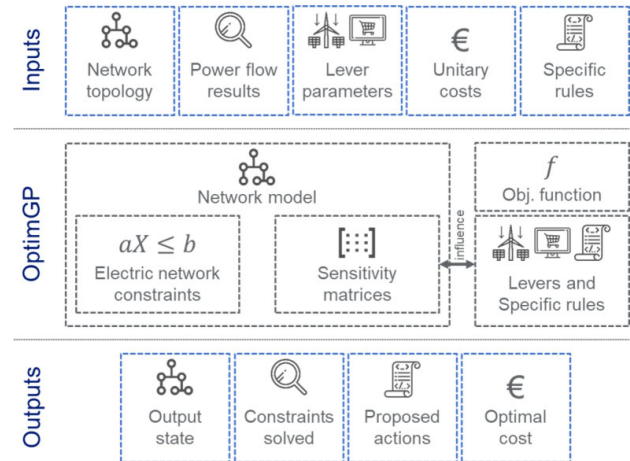 Inputs
Network
topology
Power flow
results
Lever
parameters
€
Unitary
costs
Specific
rules
OptimGP
Network model
aX ≤ b
Electric network
constraints
[:::]
Sensitivity
matrices
influence
f
Obj. function
Levers and
Specific rules
Outputs
Output
state
Constraints
solved
Proposed
actions
€
Optimal
cost